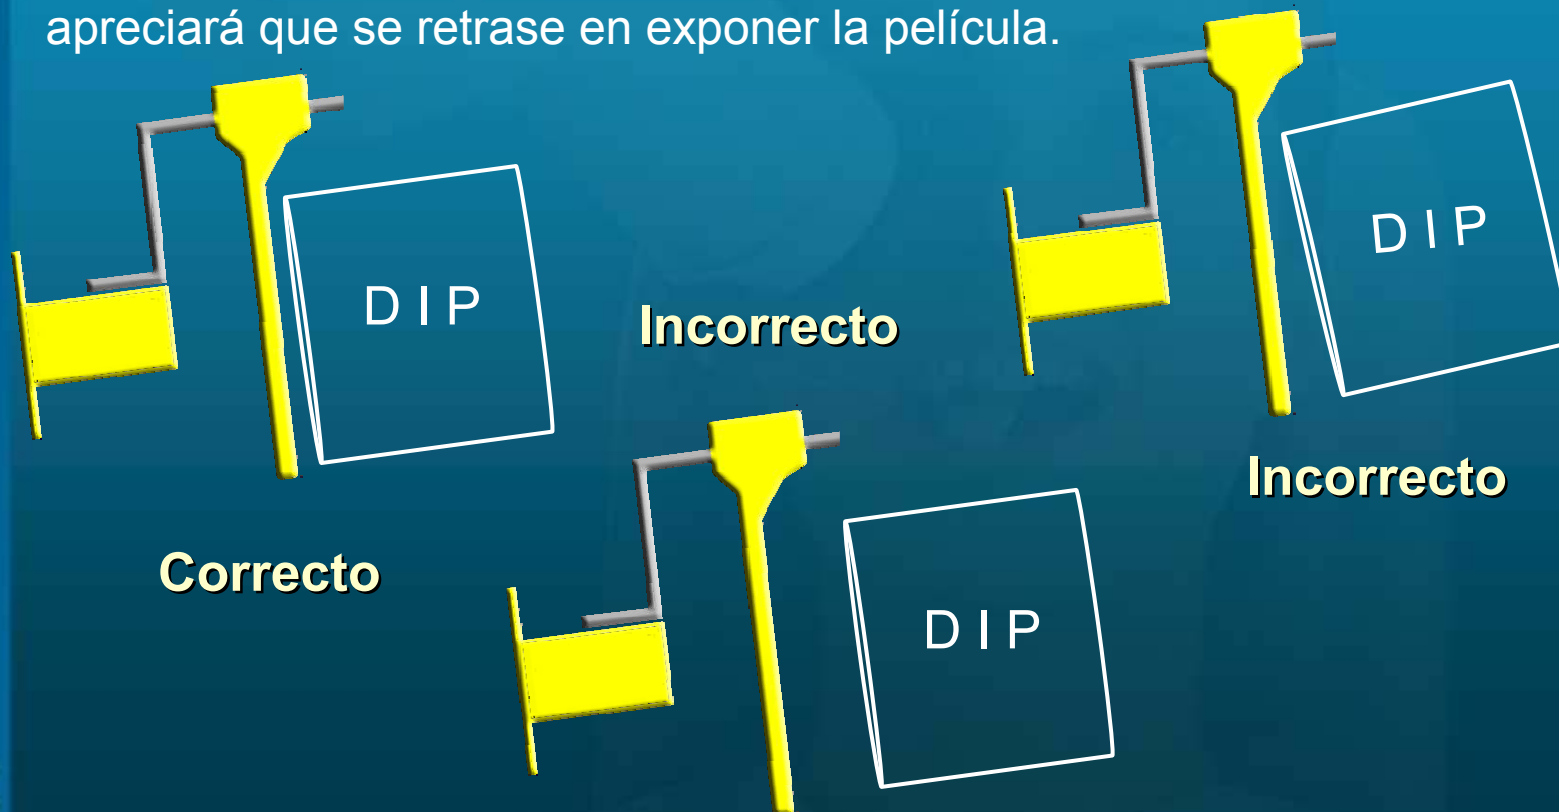 apreciará que se retrase en exponer la película.
D I P
D I P
Incorrecto
Incorrecto
Correcto
D I P